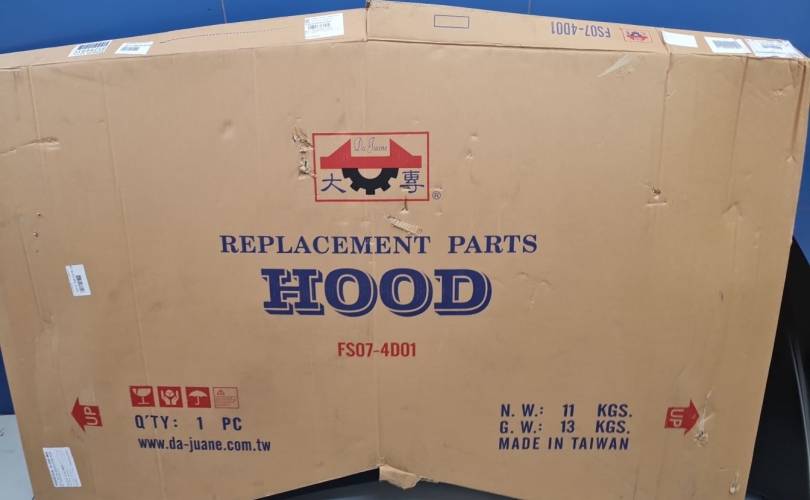 FS07-4D01
Da Juane
大 專
®
REPLACEMENT PARTS
HOOD
FS07-4D01
UP
Q'TY: 1 PC
www.da-juane.com.tw
N. W.: 11 KGS.
G. W.: 13 KGS.
MADE IN TAIWAN
UP